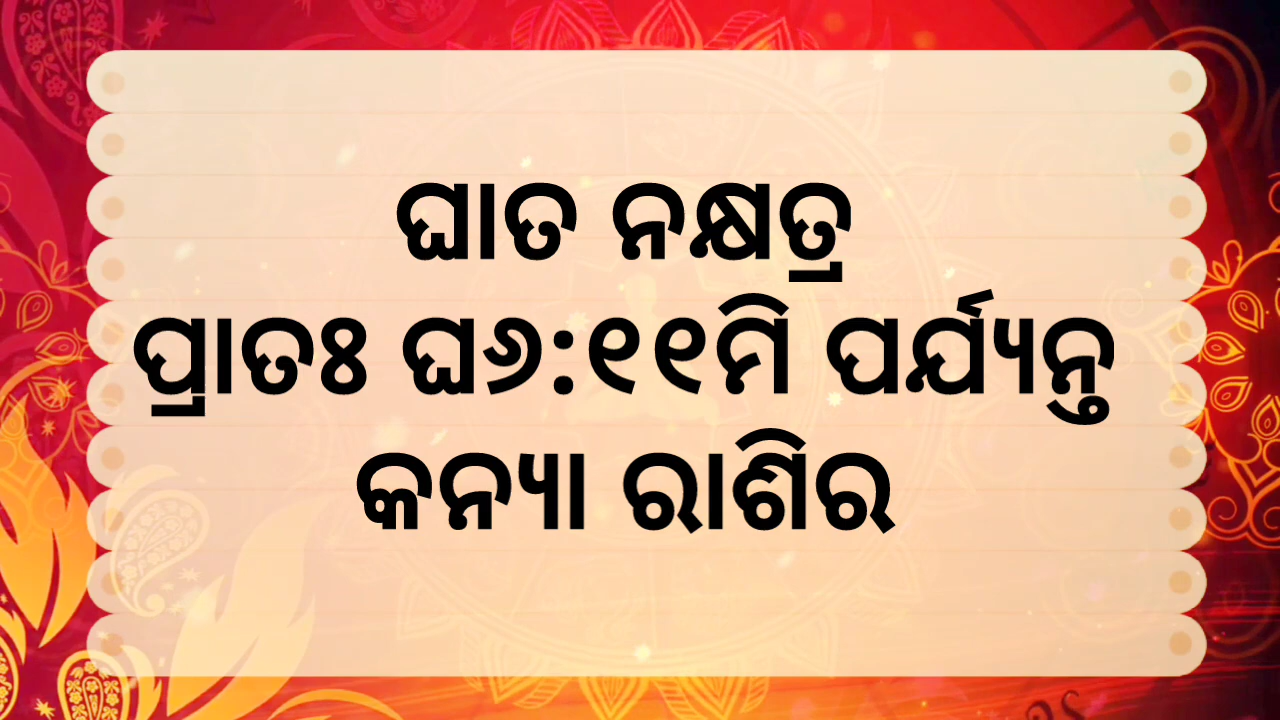 ଘାତ ନକ୍ଷତ୍ର
ପ୍ରାତଃ ଘ୬:୧୧ମି ପର୍ଯ୍ୟନ୍ତ
କନ୍ୟା ରାଶିର